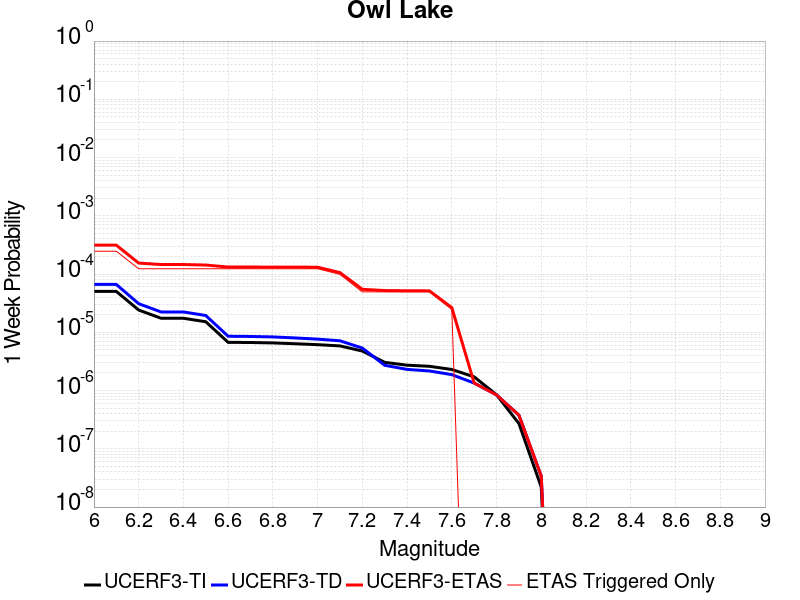 Owl Lake
10^0
10^-1
10^-2
10^-3
10^-4
10^-5
10^-6
10^-7
10^-8
1 Week Probability
6 6.2 6.4 6.6 6.8 7 7.2 7.4 7.6 7.8 8 8.2 8.4 8.6 8.8 9
Magnitude
UCERF3-TI UCERF3-TD UCERF3-ETAS ETAS Triggered Only